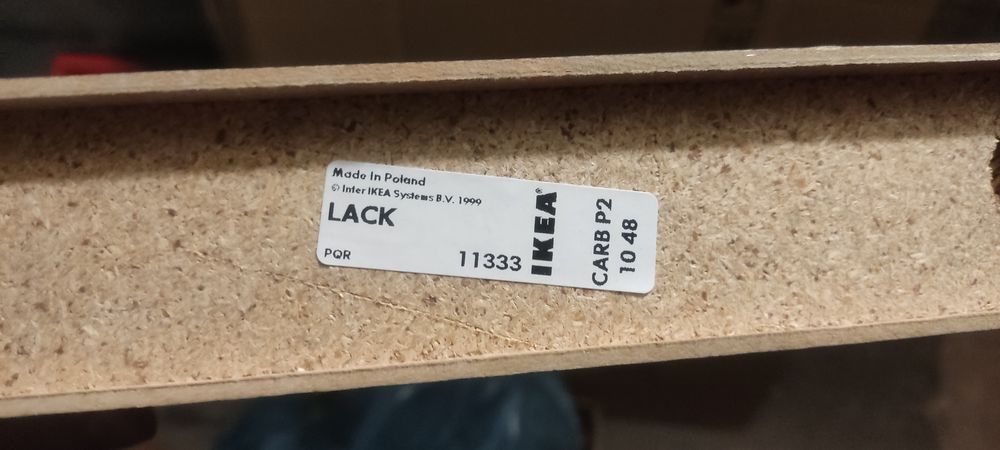 Made In Poland
© Inter IKEA Systems B.V. 1999
LACK
PQR
11333
IKEA®
CARB P2
10 48